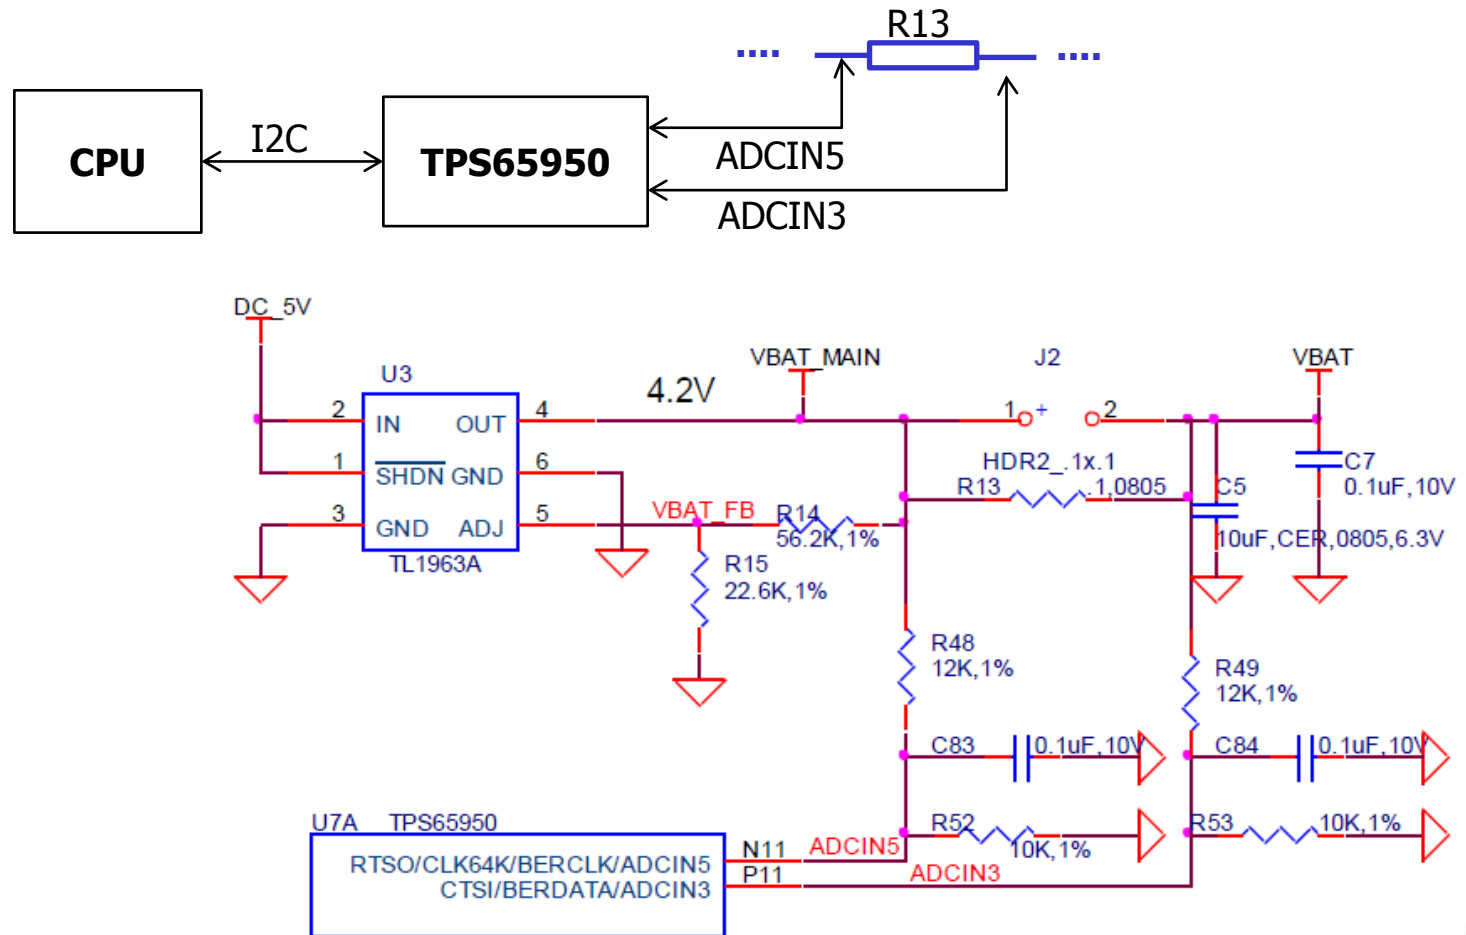 R13
CPU
I2C
TPS65950
ADCIN5
ADCIN3
DC_5V
U3
4.2V
VBAT_MAIN
J2
VBAT
2
IN
OUT
4
1
+
2
1
SHDN
GND
6
HDR2_.1x.1
R13
.1,0805
C5
C7
0.1uF,10V
3
GND
ADJ
5
VBAT_FB
R14
56.2K,1%
10uF,CER,0805,6.3V
TL1963A
R15
22.6K,1%
R48
12K,1%
R49
12K,1%
C83
0.1uF,10V
C84
0.1uF,10V
U7A
TPS65950
R52
10K,1%
R53
10K,1%
RTSO/CLK64K/BERCLK/ADCIN5
N11
ADCIN5
CTSI/BERDATA/ADCIN3
P11
ADCIN3